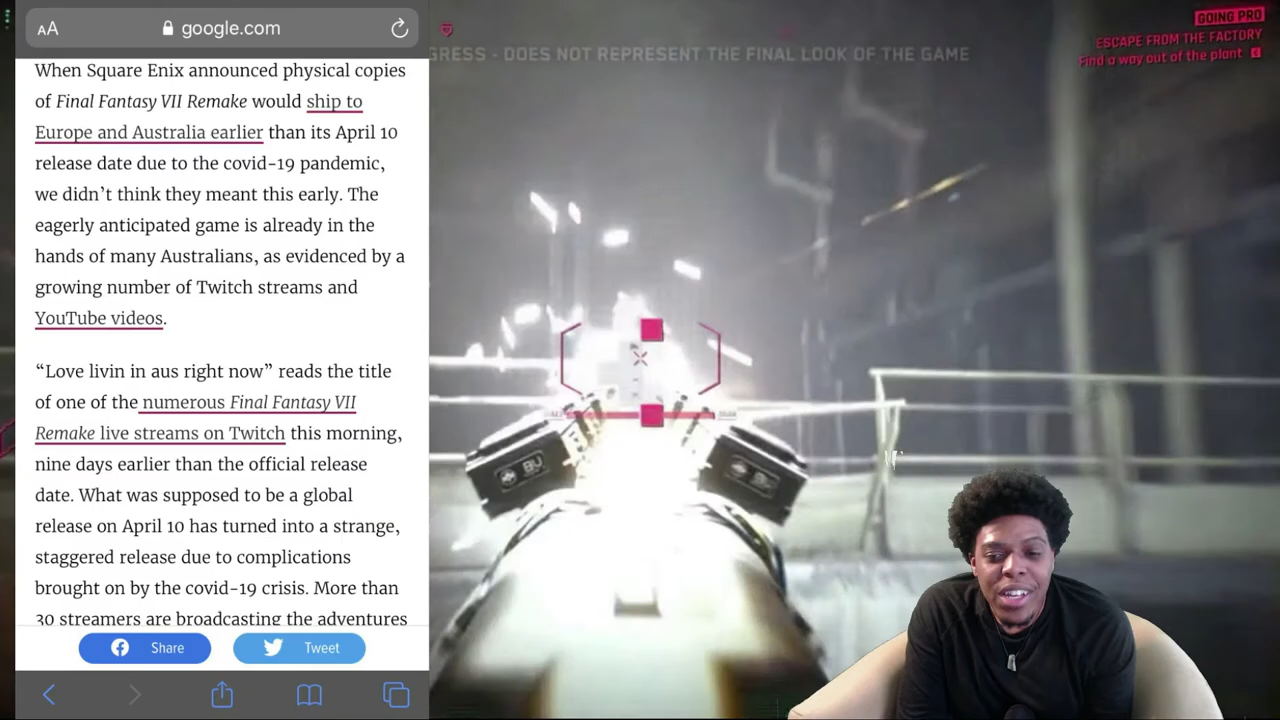 AA
google.com
When Square Enix announced physical copies
of Final Fantasy VII Remake would ship to
Europe and Australia earlier than its April 10
release date due to the covid-19 pandemic,
we didn't think they meant this early. The
eagerly anticipated game is already in the
hands of many Australians, as evidenced by a
growing number of Twitch streams and
YouTube videos.
“Love livin in aus right now” reads the title
of one of the numerous Final Fantasy VII
Remake live streams on Twitch this morning,
nine days earlier than the official release
date. What was supposed to be a global
release on April 10 has turned into a strange,
staggered release due to complications
brought on by the covid-19 crisis. More than
30 streamers are broadcasting the adventures
Share
Tweet
GRESS - DOES NOT REPRESENT THE FINAL LOOK OF THE GAME
GOING PRO
ESCAPE FROM THE FACTORY
Find a way out of the plant
BU